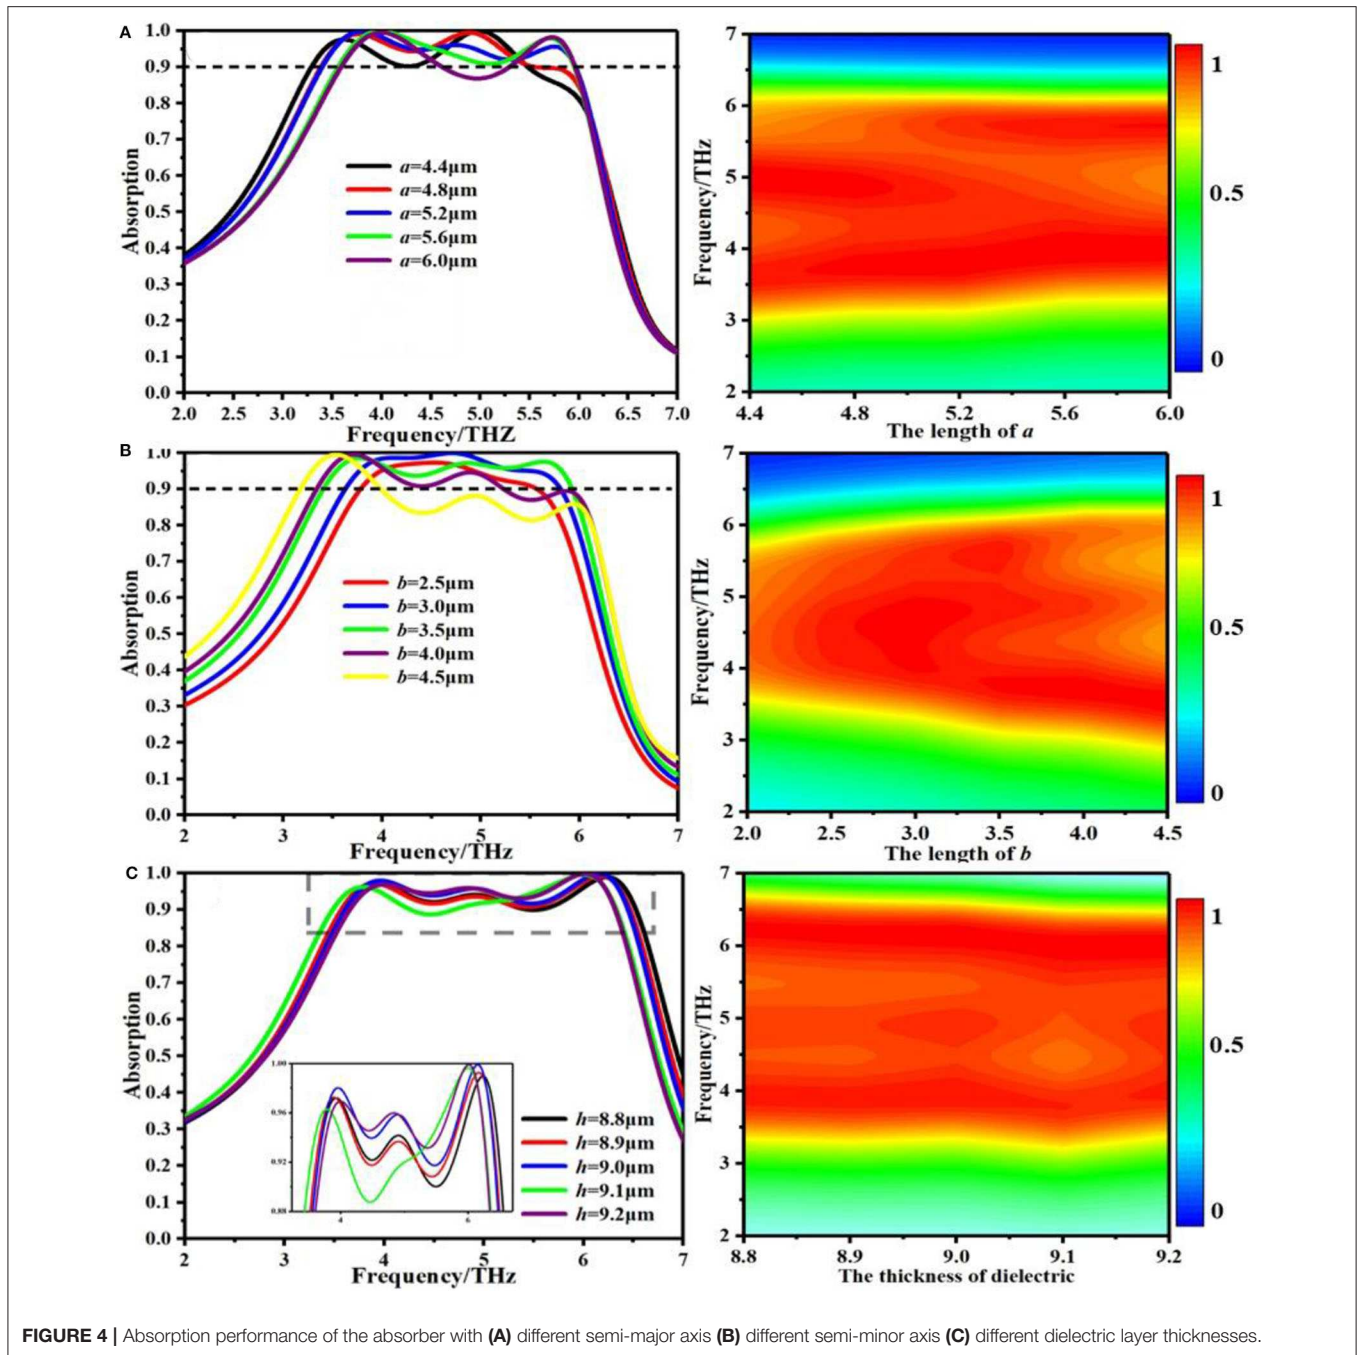 A
1.0
0.9
0.8
0.7
0.6
0.5
0.4
0.3
0.2
0.1
0.0
Absorption
a=4.4μm
a=4.8μm
a=5.2μm
a=5.6μm
a=6.0μm
2.0 2.5 3.0 3.5 4.0 4.5 5.0 5.5 6.0 6.5 7.0
Frequency/THZ
7
6
5
4
3
2
Frequency/THz
4.4 4.8 5.2 5.6 6.0
The length of a
1
0.5
0
B
1.0
0.9
0.8
0.7
0.6
0.5
0.4
0.3
0.2
0.1
0.0
Absorption
b=2.5μm
b=3.0μm
b=3.5μm
b=4.0μm
b=4.5μm
2 3 4 5 6 7
Frequency/THz
7
6
5
4
3
2
Frequency/THz
2.0 2.5 3.0 3.5 4.0 4.5
The length of b
1
0.5
0
C
1.0
0.9
0.8
0.7
0.6
0.5
0.4
0.3
0.2
0.1
0.0
Absorption
1.00
0.96
0.92
0.88
4 6
h=8.8μm
h=8.9μm
h=9.0μm
h=9.1μm
h=9.2μm
2 3 4 5 6 7
Frequency/THz
7
6
5
4
3
2
Frequency/THz
8.8 8.9 9.0 9.1 9.2
The thickness of dielectric
1
0.5
0
FIGURE 4 | Absorption performance of the absorber with (A) different semi-major axis (B) different semi-minor axis (C) different dielectric layer thicknesses.